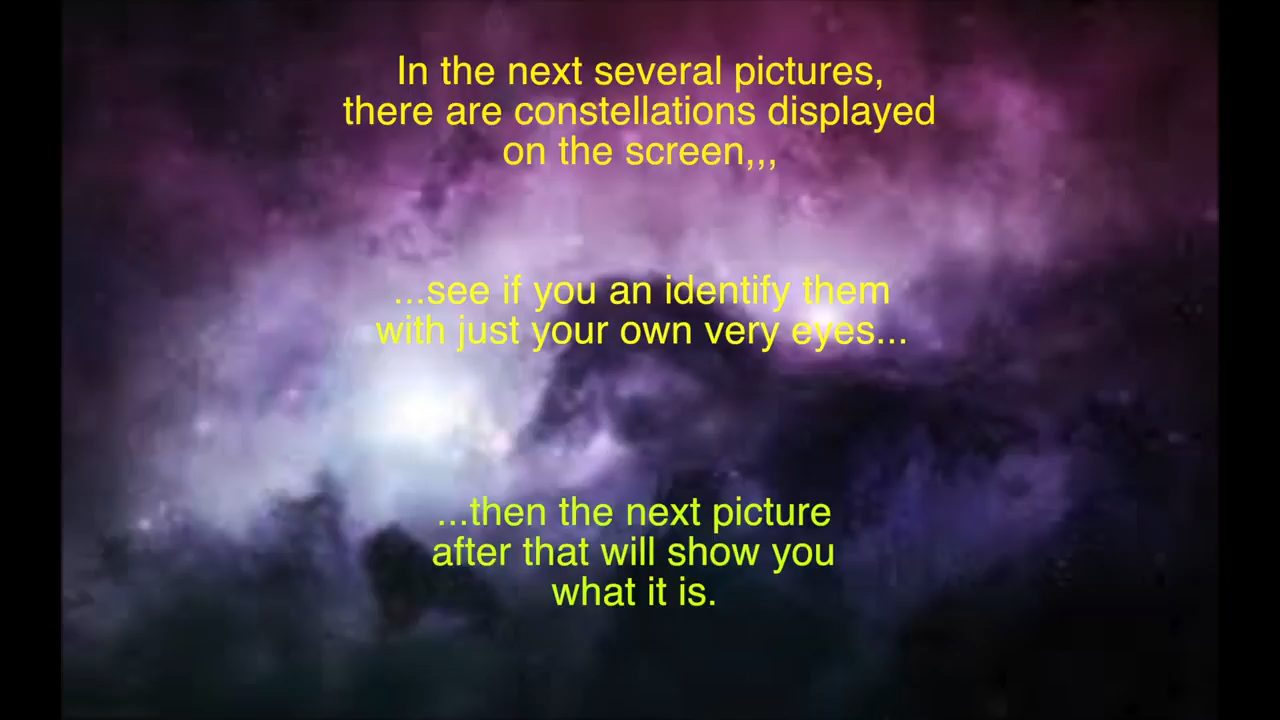 In the next several pictures,
there are constellations displayed
on the screen,,,
...see if you an identify them
with just your own very eyes...
...then the next picture
after that will show you
what it is.